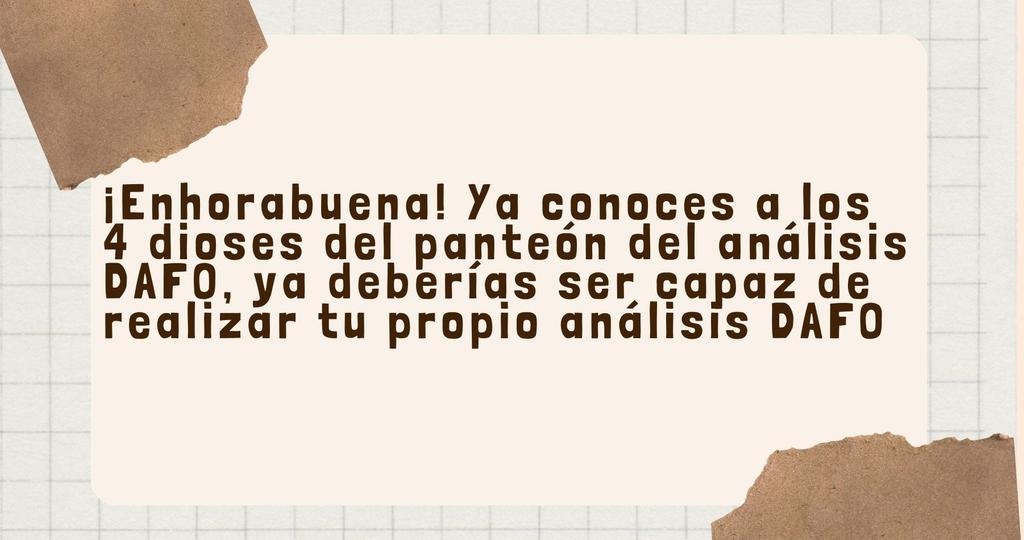 ¡Enhorabuena! Ya conoces a los
4 dioses del panteón del análisis
DAFO, ya deberías ser capaz de
realizar tu propio análisis DAFO